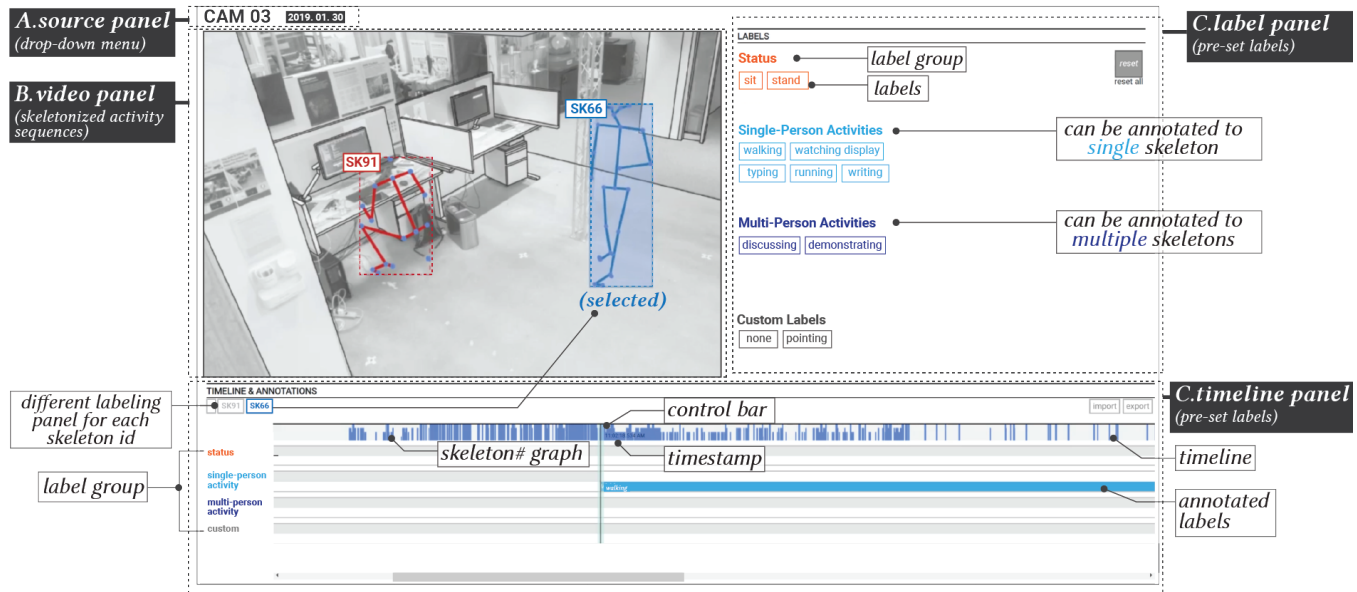 A.source panel
(drop-down menu)
CAM 03 2019. 01. 30
B.video panel
(skeletonized activity
sequences)
SK66
SK91
(selected)
C.label panel
(pre-set labels)
LABELS
Status
label group
reset
reset all
sit stand
labels
Single-Person Activities
can be annotated to
single skeleton
walking watching display
typing running writing
Multi-Person Activities
can be annotated to
multiple skeletons
discussing demonstrating
Custom Labels
none pointing
TIMELINE & ANNOTATIONS
C.timeline panel
(pre-set labels)
different labeling
panel for each
skeleton id
SK91 SK66
import export
control bar
skeleton# graph
timestamp
timeline
label group
status
single-person
activity
walking
multi-person
activity
custom
annotated
labels